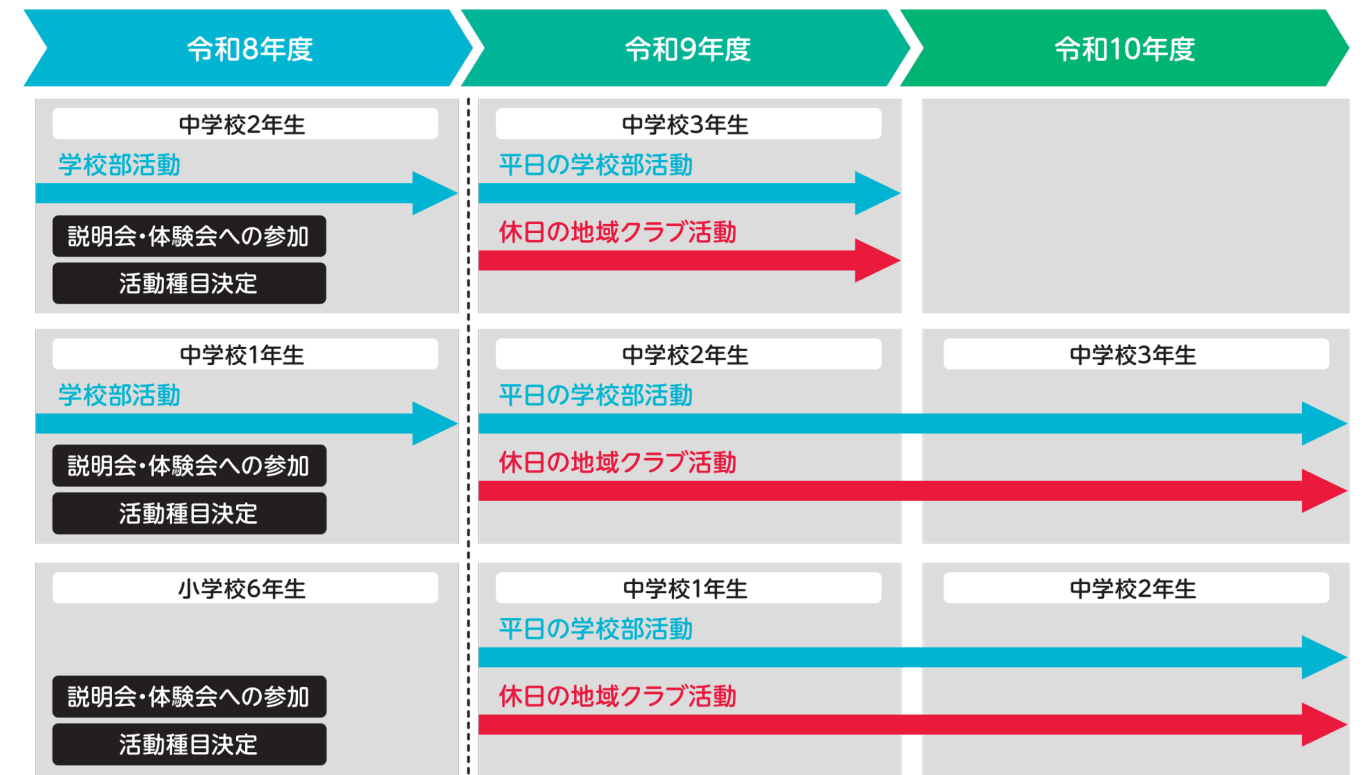 令和8年度
令和9年度
令和10年度
中学校2年生
学校部活動
説明会・体験会への参加
活動種目決定
中学校3年生
平日の学校部活動
休日の地域クラブ活動
中学校1年生
学校部活動
説明会・体験会への参加
活動種目決定
中学校2年生
平日の学校部活動
休日の地域クラブ活動
中学校3年生
小学校6年生
説明会・体験会への参加
活動種目決定
中学校1年生
平日の学校部活動
休日の地域クラブ活動
中学校2年生